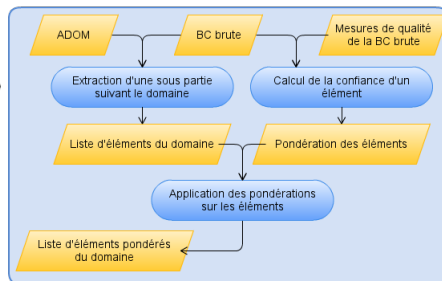 ADOM
BC brute
Mesures de qualité
de la BC brute
Extraction d'une sous partie
suivant le domaine
Calcul de la confiance d'un
élément
Liste d'éléments du domaine
Pondération des éléments
Application des pondérations
sur les éléments
Liste d'éléments pondérés
du domaine